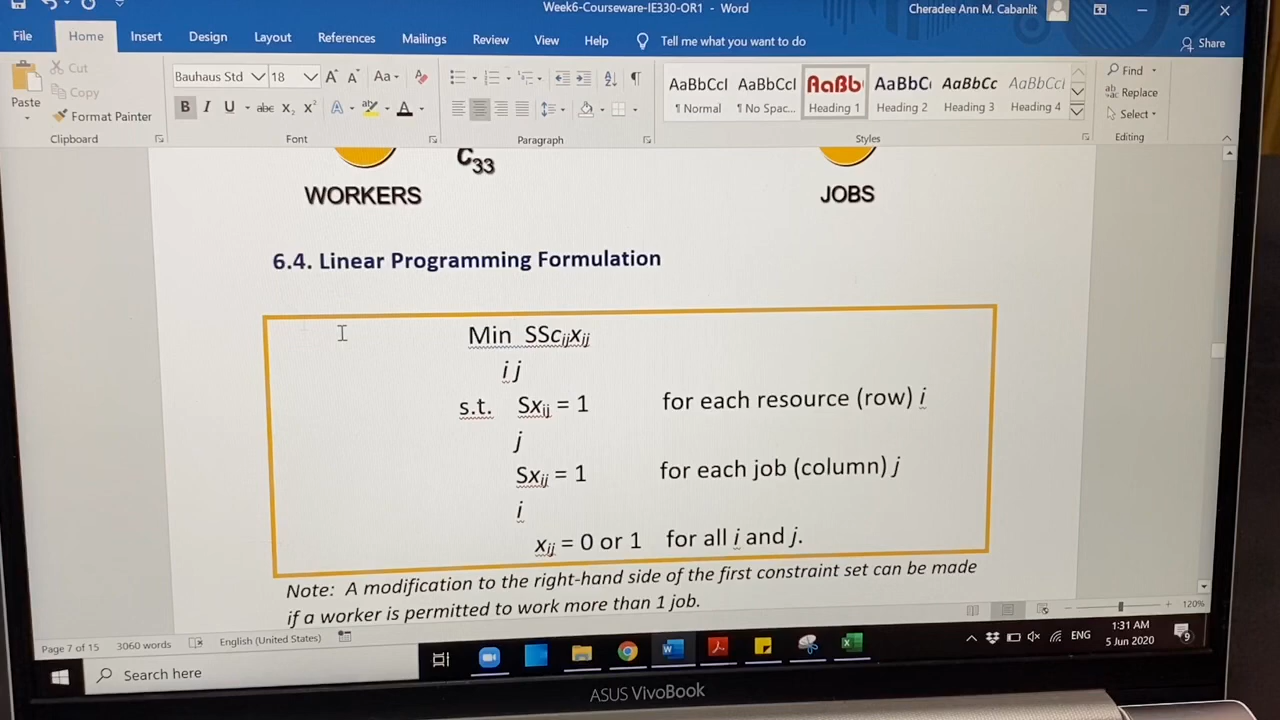 Week6-Courseware-IE330-OR1 - Word
Cheradee Ann M. Cabanlit
File Home Insert Design Layout References Mailings Review View Help Tell me what you want to do
Share
Paste
Cut
Copy
Format Painter
Clipboard
Bauhaus Std 18
Font
Paragraph
AaBbCcI AaBbCcI AaBb AaBbC AaBbCc AaBbCcI
¶ Normal ¶ No Spac... Heading 1 Heading 2 Heading 3 Heading 4
Styles
Find
Replace
Select
Editing
C33
WORKERS JOBS
6.4. Linear Programming Formulation
Min SScijxij
i j
s.t. Sxij = 1 for each resource (row) i
j
Sxij = 1 for each job (column) j
i
xij = 0 or 1 for all i and j.
Note: A modification to the right-hand side of the first constraint set can be made
if a worker is permitted to work more than 1 job.
Page 7 of 15 3060 words English (United States) 120%
Search here
ENG
1:31 AM
5 Jun 2020
9
ASUS VivoBook